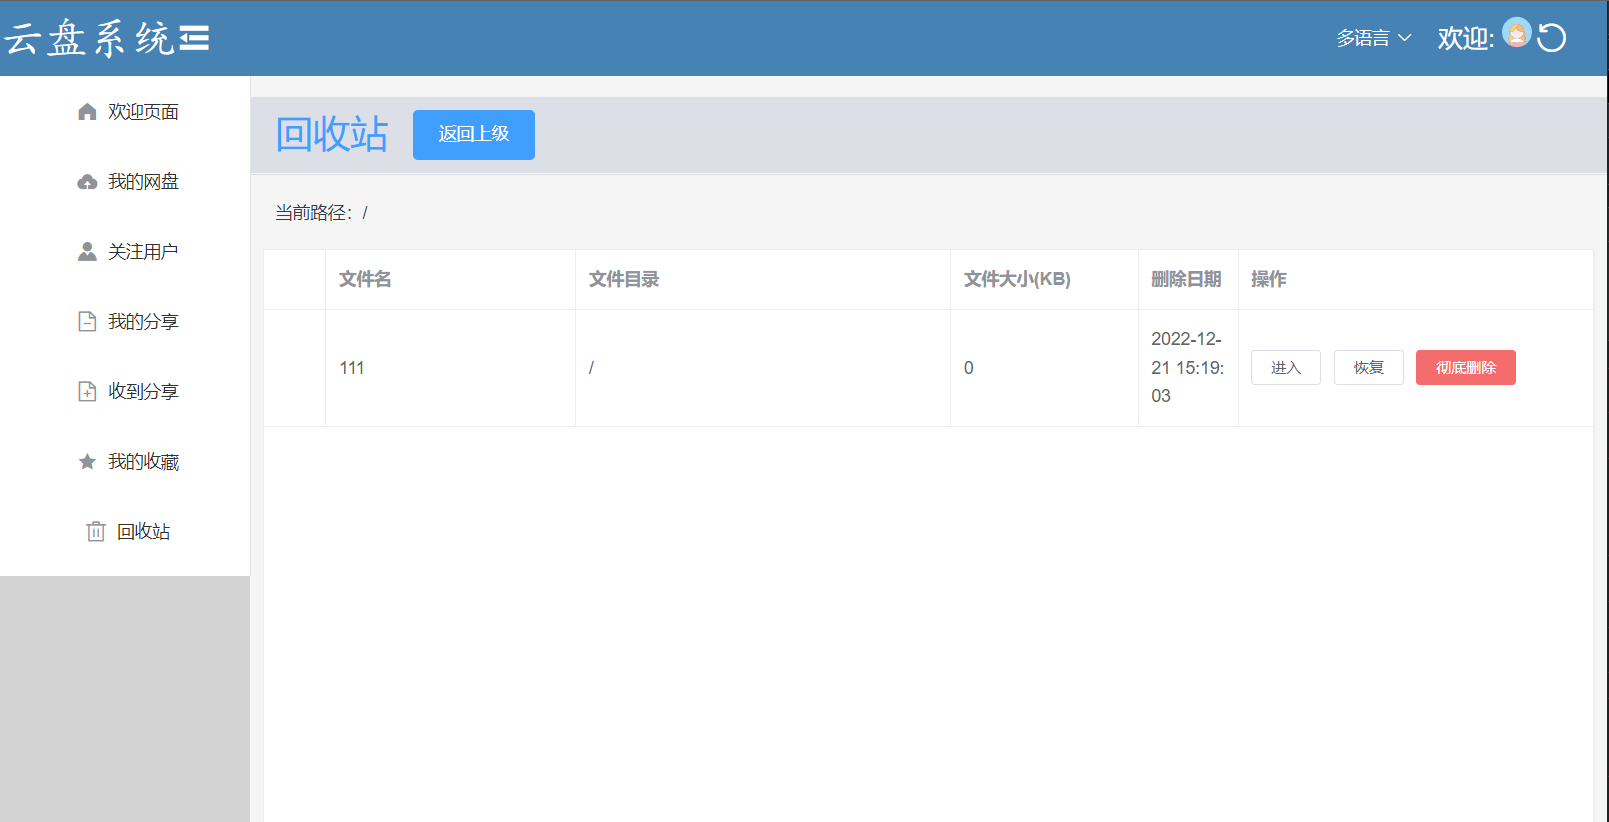 云盘系统
多语言
欢迎:
欢迎页面
我的网盘
关注用户
我的分享
收到分享
我的收藏
回收站
回收站 返回上级
当前路径：/
文件名 文件目录 文件大小(KB) 删除日期 操作
111 / 0 2022-12-
21 15:19:
03
进入 恢复 彻底删除